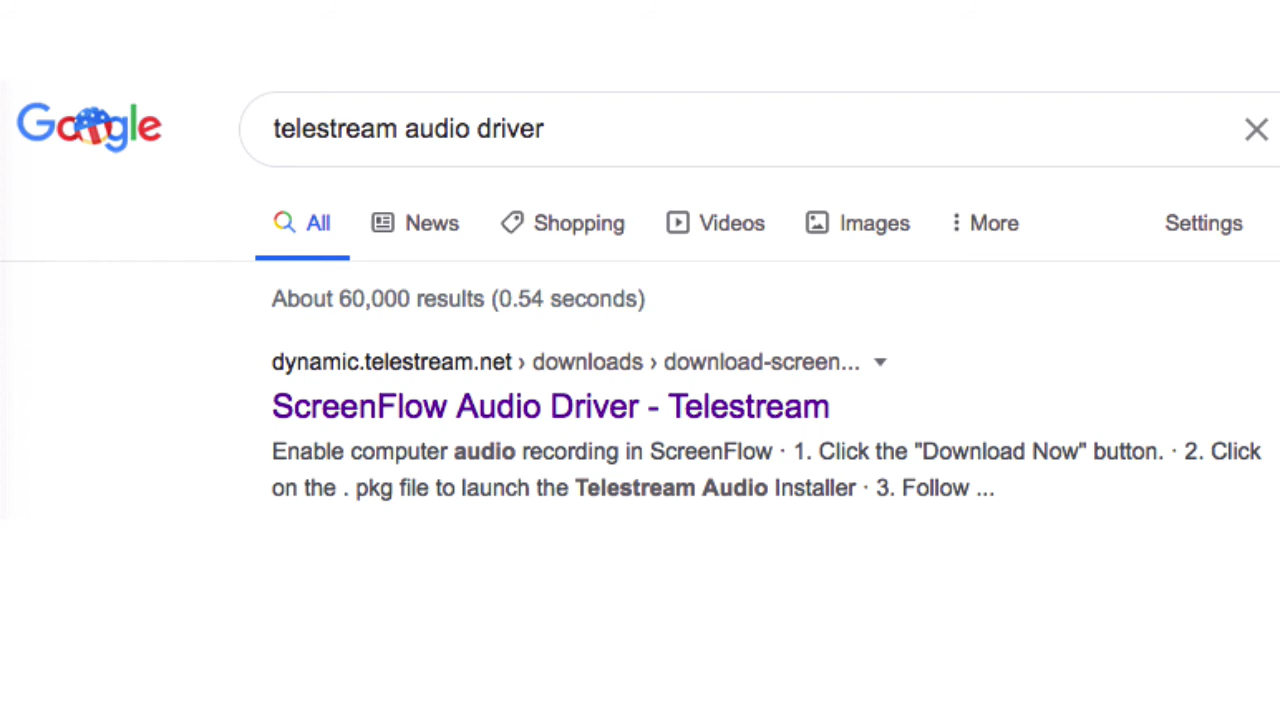 Google
telestream audio driver
All News Shopping Videos Images More Settings
About 60,000 results (0.54 seconds)
dynamic.telestream.net › downloads › download-screen...
ScreenFlow Audio Driver - Telestream
Enable computer audio recording in ScreenFlow · 1. Click the "Download Now" button. · 2. Click
on the . pkg file to launch the Telestream Audio Installer · 3. Follow ...